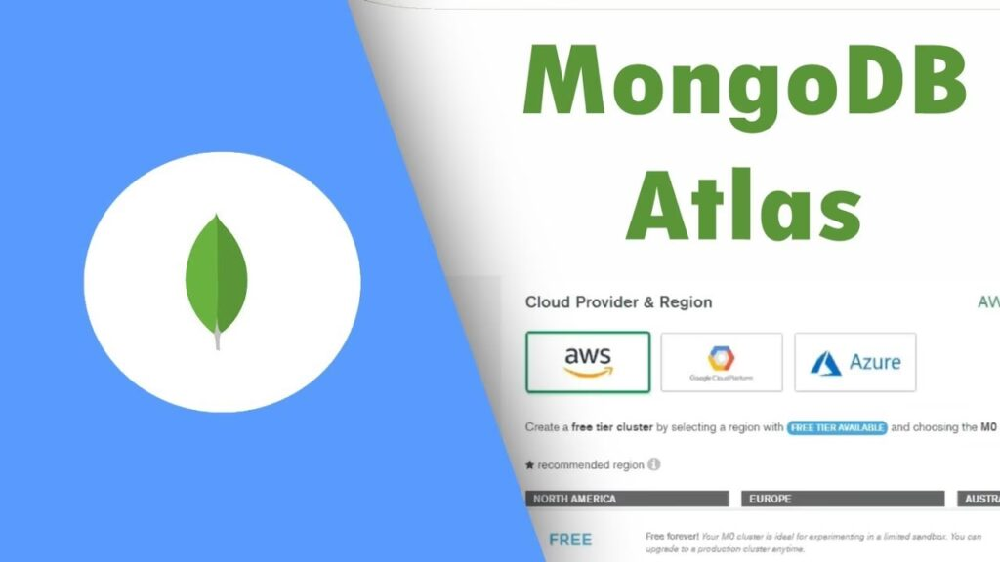 MongoDB
Atlas
Cloud Provider & Region
AW
aws
Google Cloud Platform
Azure
Create a free tier cluster by selecting a region with FREE TIER AVAILABLE and choosing the M0
★ recommended region i
NORTH AMERICA
EUROPE
AUSTRA
FREE
Free forever! Your M0 cluster is ideal for experimenting in a limited sandbox. You can
upgrade to a production cluster anytime.